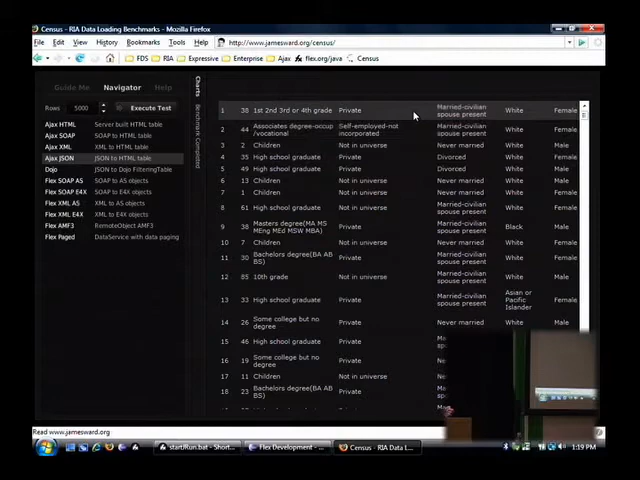 Census - RIA Data Loading Benchmarks - Mozilla Firefox
File Edit View History Bookmarks Tools Help http://www.jamesward.org/census/
FDS RIA Expressive Enterprise Ajax flex.org/java Census
Guide Me Navigator Help
Rows 5000 Execute Test
Ajax HTML Server built HTML table
Ajax SOAP SOAP to HTML table
Ajax XML XML to HTML table
Ajax JSON JSON to HTML table
Dojo JSON to Dojo FilteringTable
Flex SOAP AS SOAP to AS objects
Flex SOAP E4X SOAP to E4X objects
Flex XML AS XML to AS objects
Flex XML E4X XML to E4X objects
Flex AMF3 RemoteObject AMF3
Flex Paged DataService with data paging
Charts
Benchmark Completed
1 38 1st 2nd 3rd or 4th grade Private Married-civilian spouse present White Female
2 44 Associates degree-occup /vocational Self-employed-not incorporated Married-civilian spouse present White Female
3 2 Children Not in universe Never married White Male
4 35 High school graduate Private Divorced White Female
5 49 High school graduate Private Divorced White Male
6 13 Children Not in universe Never married White Female
7 1 Children Not in universe Never married White Female
8 61 High school graduate Private Married-civilian spouse present White Female
9 38 Masters degree(MA MS MEng MEd MSW MBA) Private Married-civilian spouse present Black Male
10 7 Children Not in universe Never married White Female
11 30 Bachelors degree(BA AB BS) Private Married-civilian spouse present White Female
12 85 10th grade Not in universe Married-civilian spouse present White Male
13 33 High school graduate Private Married-civilian spouse present Asian or Pacific Islander Female
14 26 Some college but no degree Private Never married White Male
15 46 High school graduate Private
16 19 Some college but no degree Not in universe
17 11 Children Not in universe
18 23 Bachelors degree(BA AB BS) Private
Read www.jamesward.org
start/Run.bat - Short... Flex Development - ... Census - RIA Data L... 1:19 PM